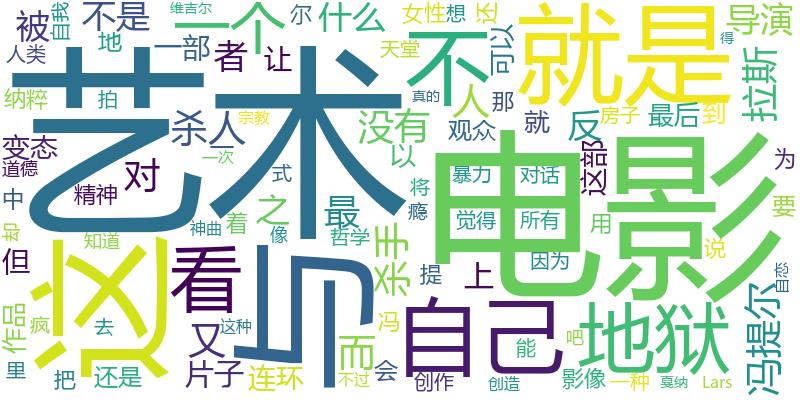 维吉尔 尔 什么 女性 想 还 就是 导演
自我 被 不是 一个 不 可以
人类 地 一部 者 让 天堂 得
纳粹 拍 艺术 杀人 没有 真的 人 那 房子 最后 到 拉斯
变态 宗教 观众 就 反
道德 一次 对 以 这部 电影 为
中 精神 式 最 将 瘾 暴力 对话 要
却 神曲 着 之 哲学 觉得 所有 用
但 知道 像 杀手 因为 说
这 看 与 提 上 自恋
作品 疯 去 又 这种 自己 地狱 冯提尔
里 而 冯 能 吧
把 还是 片子 连环 不过 会 创作 创造 影像 一种 戛纳 Lars